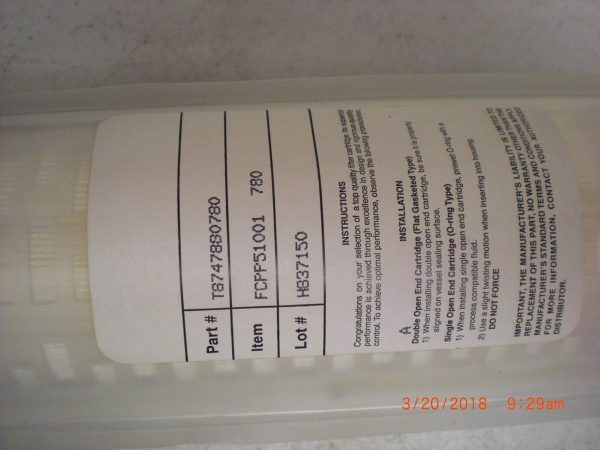 Part # T8747880780
Item FCPP51001 780
Lot # H837150
INSTRUCTIONS
Congratulations on your selection of a top quality filter cartridge. Its superior
performance is achieved through excellence in design and rigorous quality
control. To achieve optimal performance, observe the following procedures:
INSTALLATION
A
Double Open End Cartridge (Flat Gasketed Type)
1) When installing double open end cartridge, be sure it is properly
aligned on vessel sealing surface.
Single Open End Cartridge (O-ring Type)
1) When installing single open end cartridge, prewet O-ring with a
process compatible fluid.
2) Use a slight twisting motion when inserting into housing.
DO NOT FORCE
IMPORTANT, THE MANUFACTURER'S LIABILITY IS LIMITED TO
REPLACEMENT OF THIS PART, NO WARRANTY OTHER THAN THE
MANUFACTURER'S STANDARD TERMS AND CONDITIONS
FOR MORE INFORMATION, CONTACT YOUR
DISTRIBUTOR.
3/20/2018 9:29am